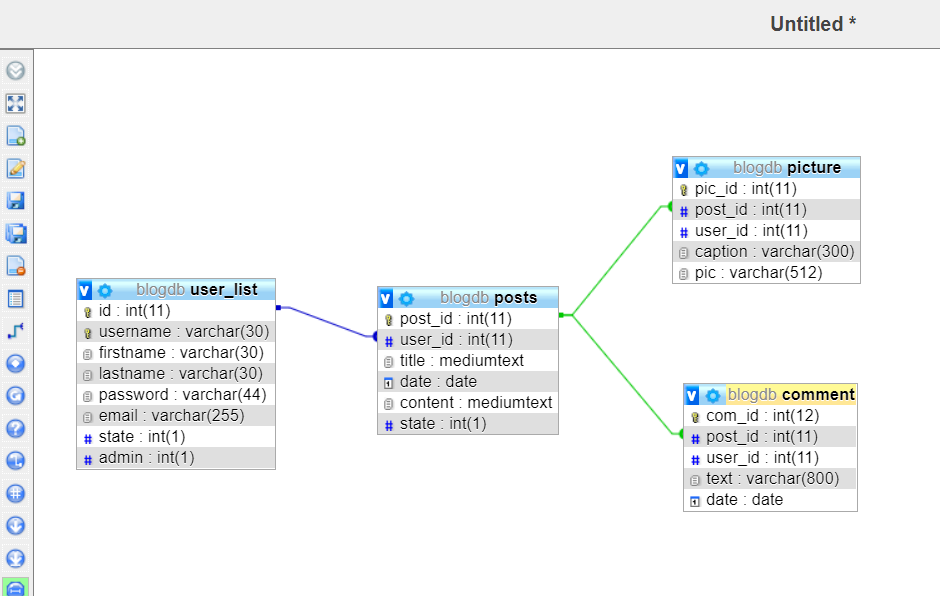 Untitled *
blogdb user_list
id : int(11)
username : varchar(30)
firstname : varchar(30)
lastname : varchar(30)
password : varchar(44)
email : varchar(255)
state : int(1)
admin : int(1)
blogdb posts
post_id : int(11)
user_id : int(11)
title : mediumtext
date : date
content : mediumtext
state : int(1)
blogdb picture
pic_id : int(11)
post_id : int(11)
user_id : int(11)
caption : varchar(300)
pic : varchar(512)
blogdb comment
com_id : int(12)
post_id : int(11)
user_id : int(11)
text : varchar(800)
date : date